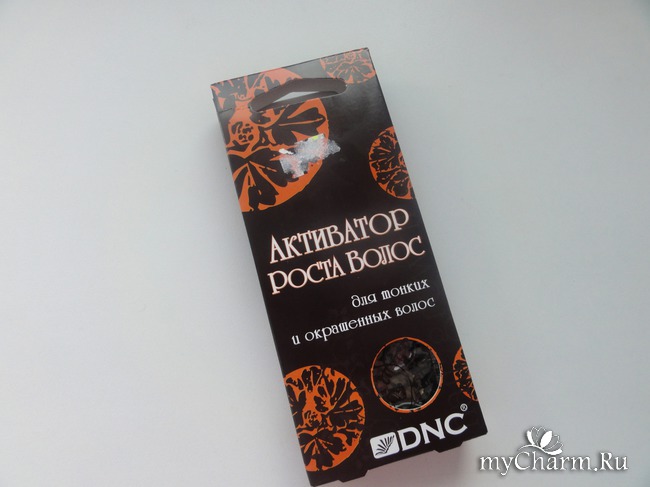 Активатор
роста волос
для тонких
и окрашенных волос
DNC®
myCharm.Ru